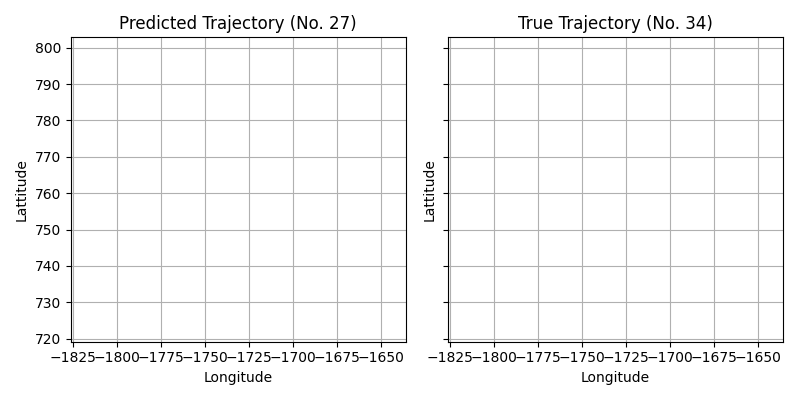 Predicted Trajectory (No. 27)
800
790
780
770
760
750
740
730
720
Lattitude
−1825 −1800 −1775 −1750 −1725 −1700 −1675 −1650
Longitude
True Trajectory (No. 34)
Lattitude
−1825 −1800 −1775 −1750 −1725 −1700 −1675 −1650
Longitude